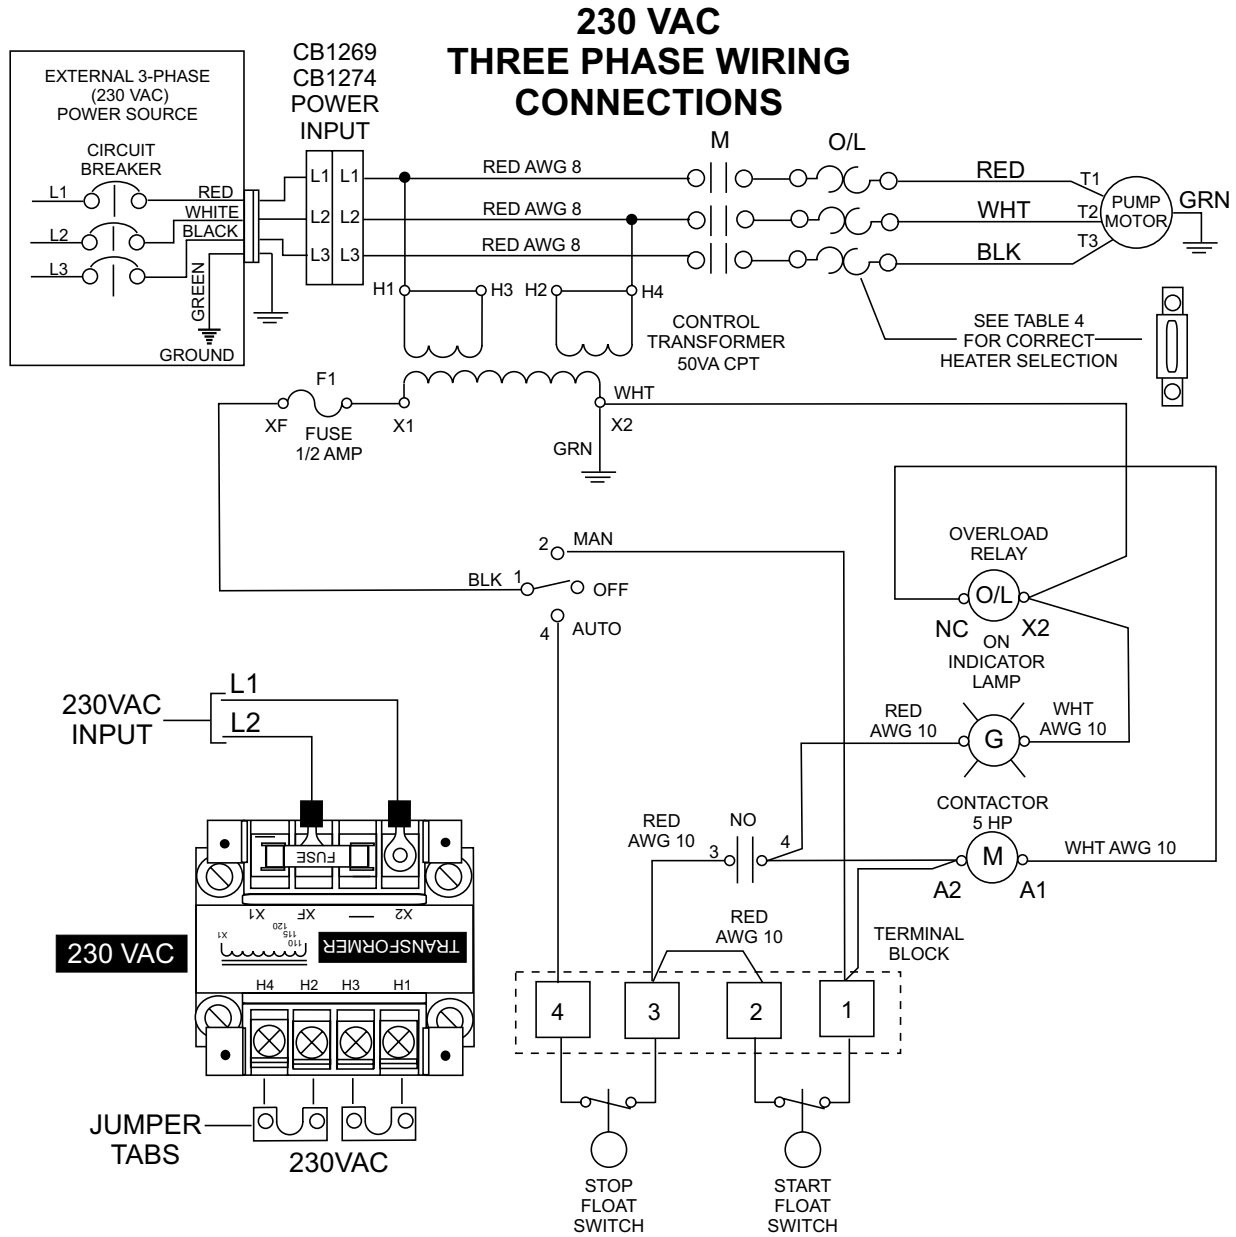 230 VAC
THREE PHASE WIRING
CONNECTIONS
EXTERNAL 3-PHASE
(230 VAC)
POWER SOURCE
CIRCUIT
BREAKER
L1
L2
L3
RED
WHITE
BLACK
GREEN
GROUND
CB1269
CB1274
POWER
INPUT
L1 L1
L2 L2
L3 L3
RED AWG 8
RED AWG 8
RED AWG 8
M
O/L
RED
WHT
BLK
T1
T2
T3
PUMP
MOTOR
GRN
H1
H3
H2
H4
CONTROL
TRANSFORMER
50VA CPT
SEE TABLE 4
FOR CORRECT
HEATER SELECTION
F1
XF
FUSE
1/2 AMP
X1
WHT
X2
GRN
2
MAN
BLK
1
OFF
4
AUTO
OVERLOAD
RELAY
O/L
NC
X2
ON
INDICATOR
LAMP
RED
AWG 10
G
WHT
AWG 10
CONTACTOR
5 HP
M
A2
A1
WHT AWG 10
RED
AWG 10
NO
3
4
RED
AWG 10
TERMINAL
BLOCK
4
3
2
1
STOP
FLOAT
SWITCH
START
FLOAT
SWITCH
230VAC
INPUT
L1
L2
FUSE
X1
XF
X2
X1
120
115
110
TRANSFORMER
230 VAC
H4
H2
H3
H1
JUMPER
TABS
230VAC